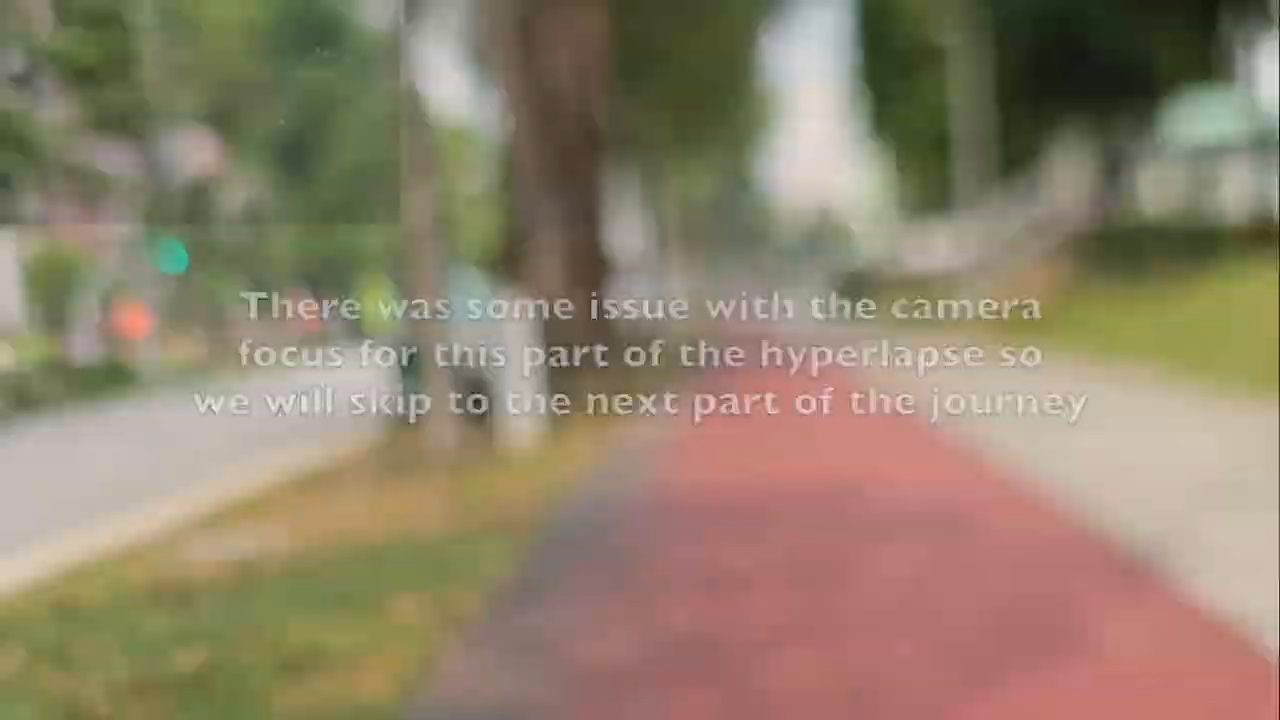 There was some issue with the camera
focus for this part of the hyperlapse so
we will skip to the next part of the journey